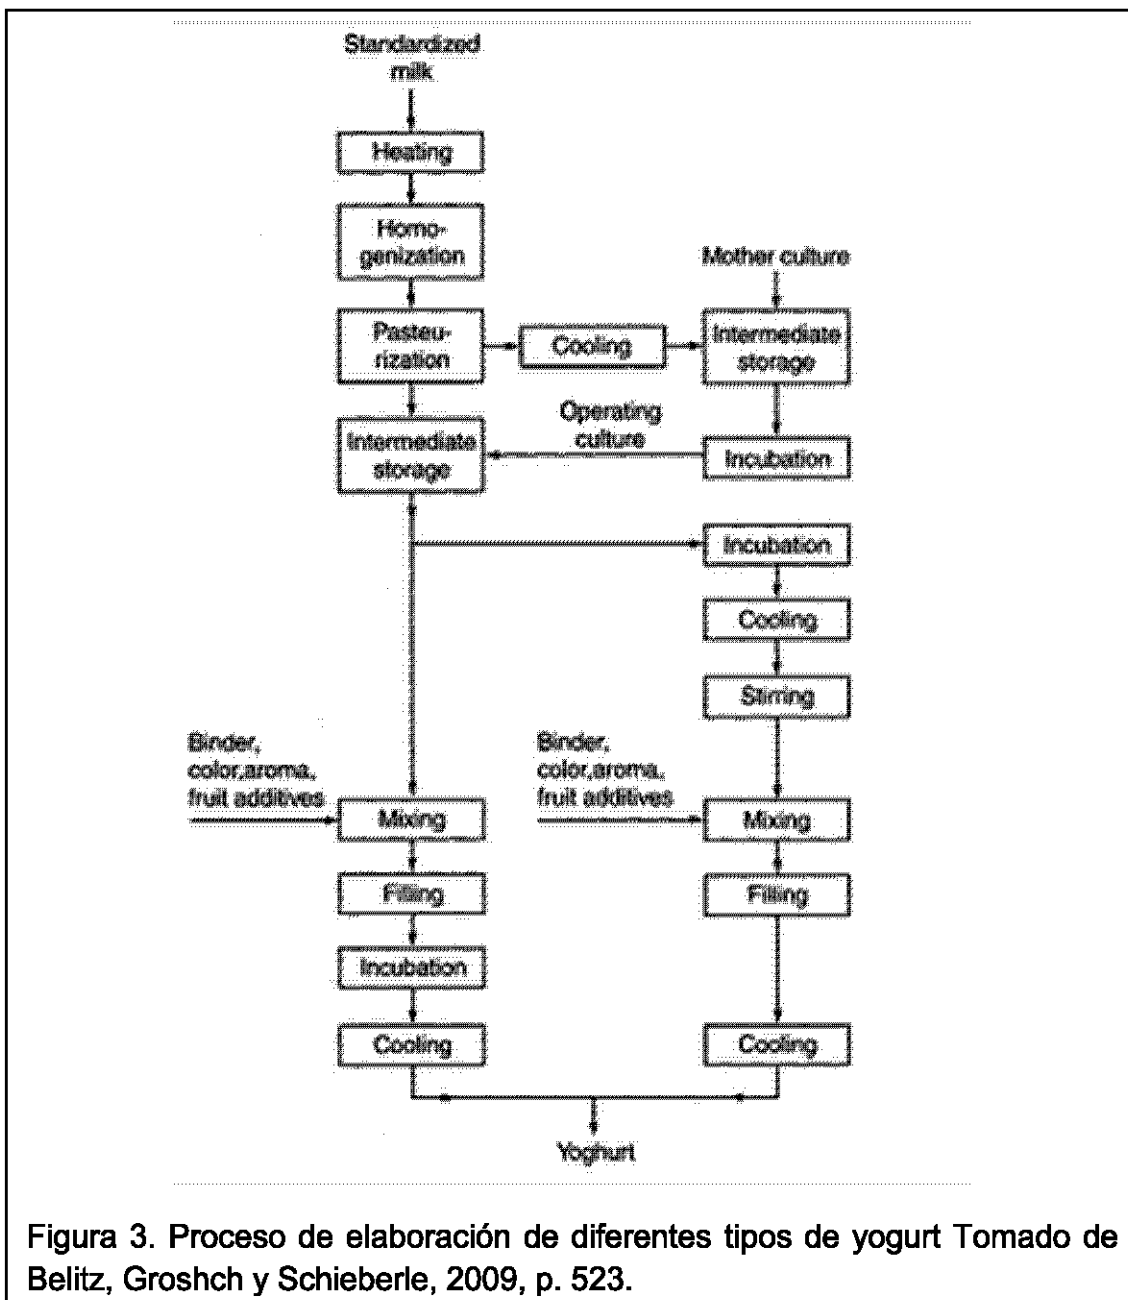 Standardized
milk
Heating
Homo-
genization
Mother culture
Pasteu-
rization
Cooling
Intermediate
storage
Operating
culture
Intermediate
storage
Incubation
Incubation
Cooling
Stirring
Binder,
color,aroma,
fruit additives
Mixing
Binder,
color,aroma,
fruit additives
Mixing
Filling
Filling
Incubation
Cooling
Cooling
Yoghurt
Figura 3. Proceso de elaboración de diferentes tipos de yogurt Tomado de
Belitz, Groshch y Schieberle, 2009, p. 523.